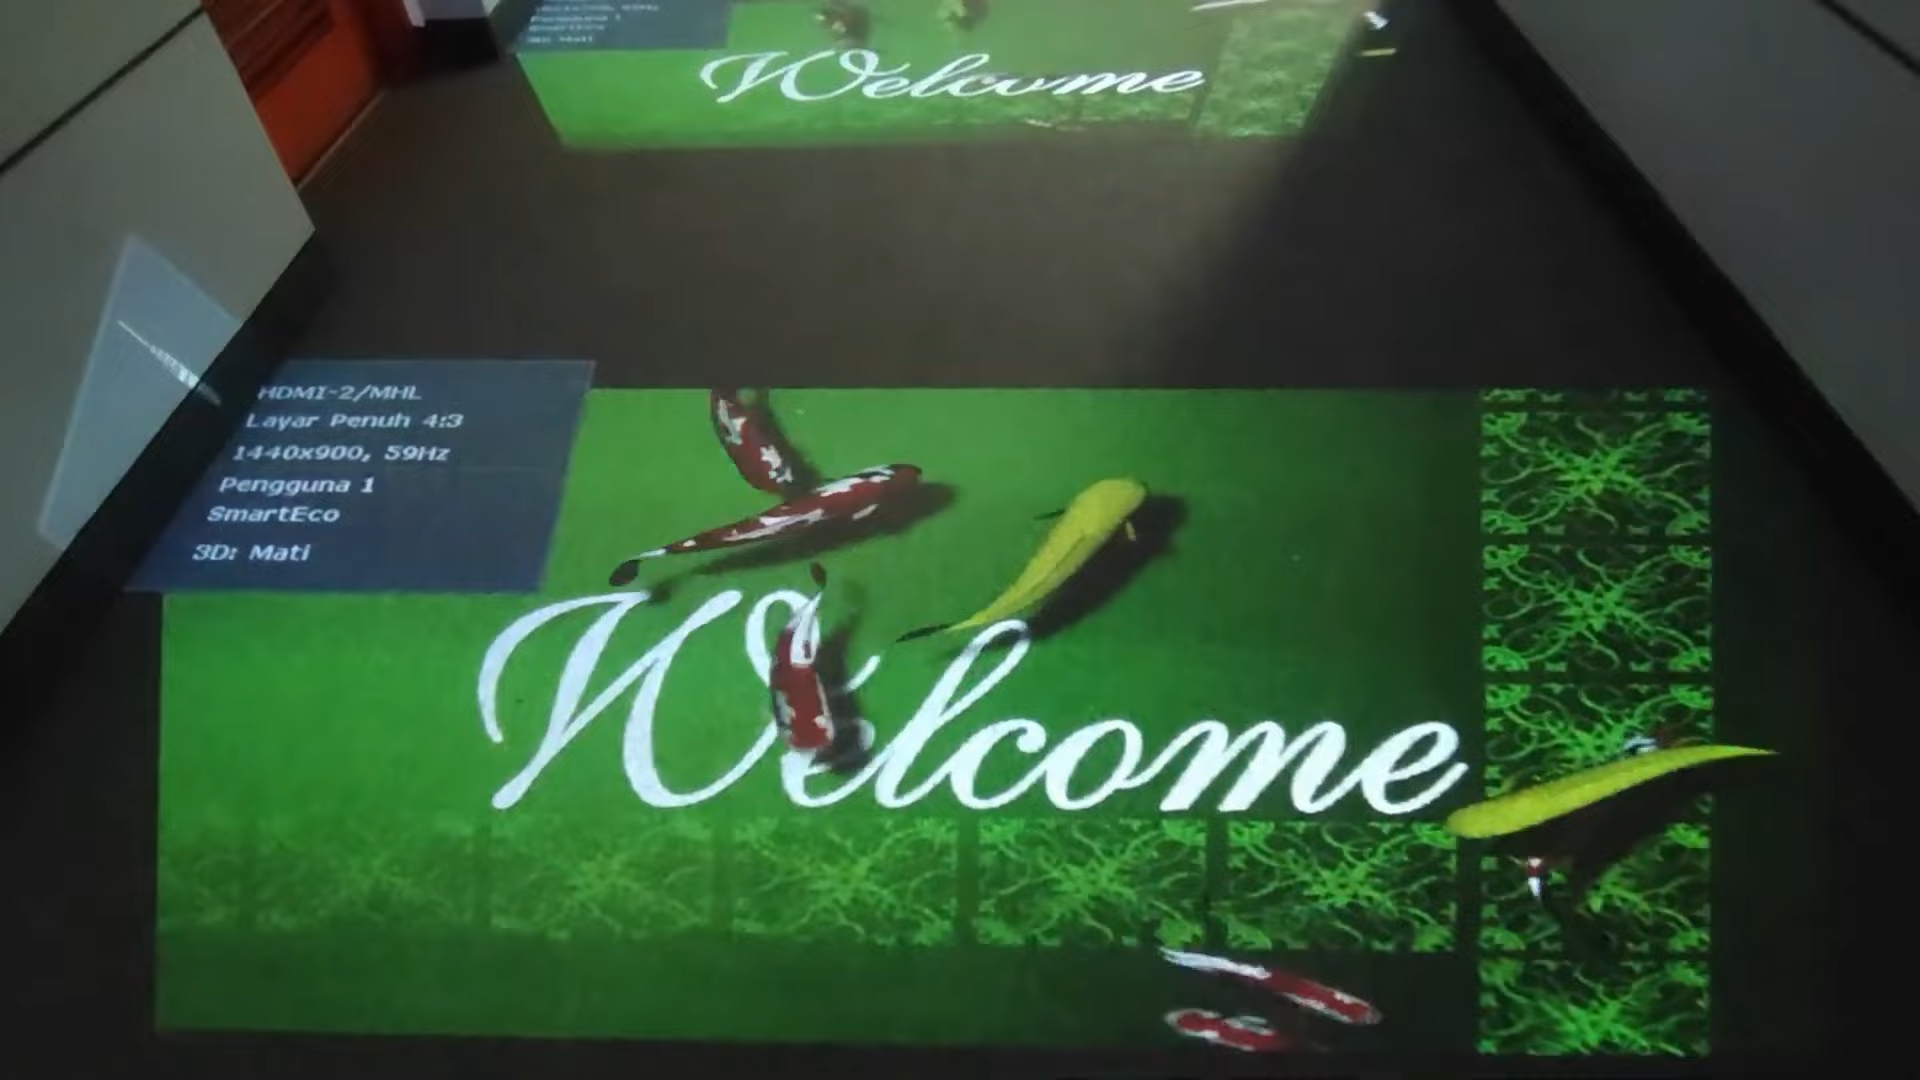 Welcome
HDMI-2/MHL
Layar Penuh 4:3
1440x900, 59Hz
Pengguna 1
SmartEco
3D: Mati
Welcome